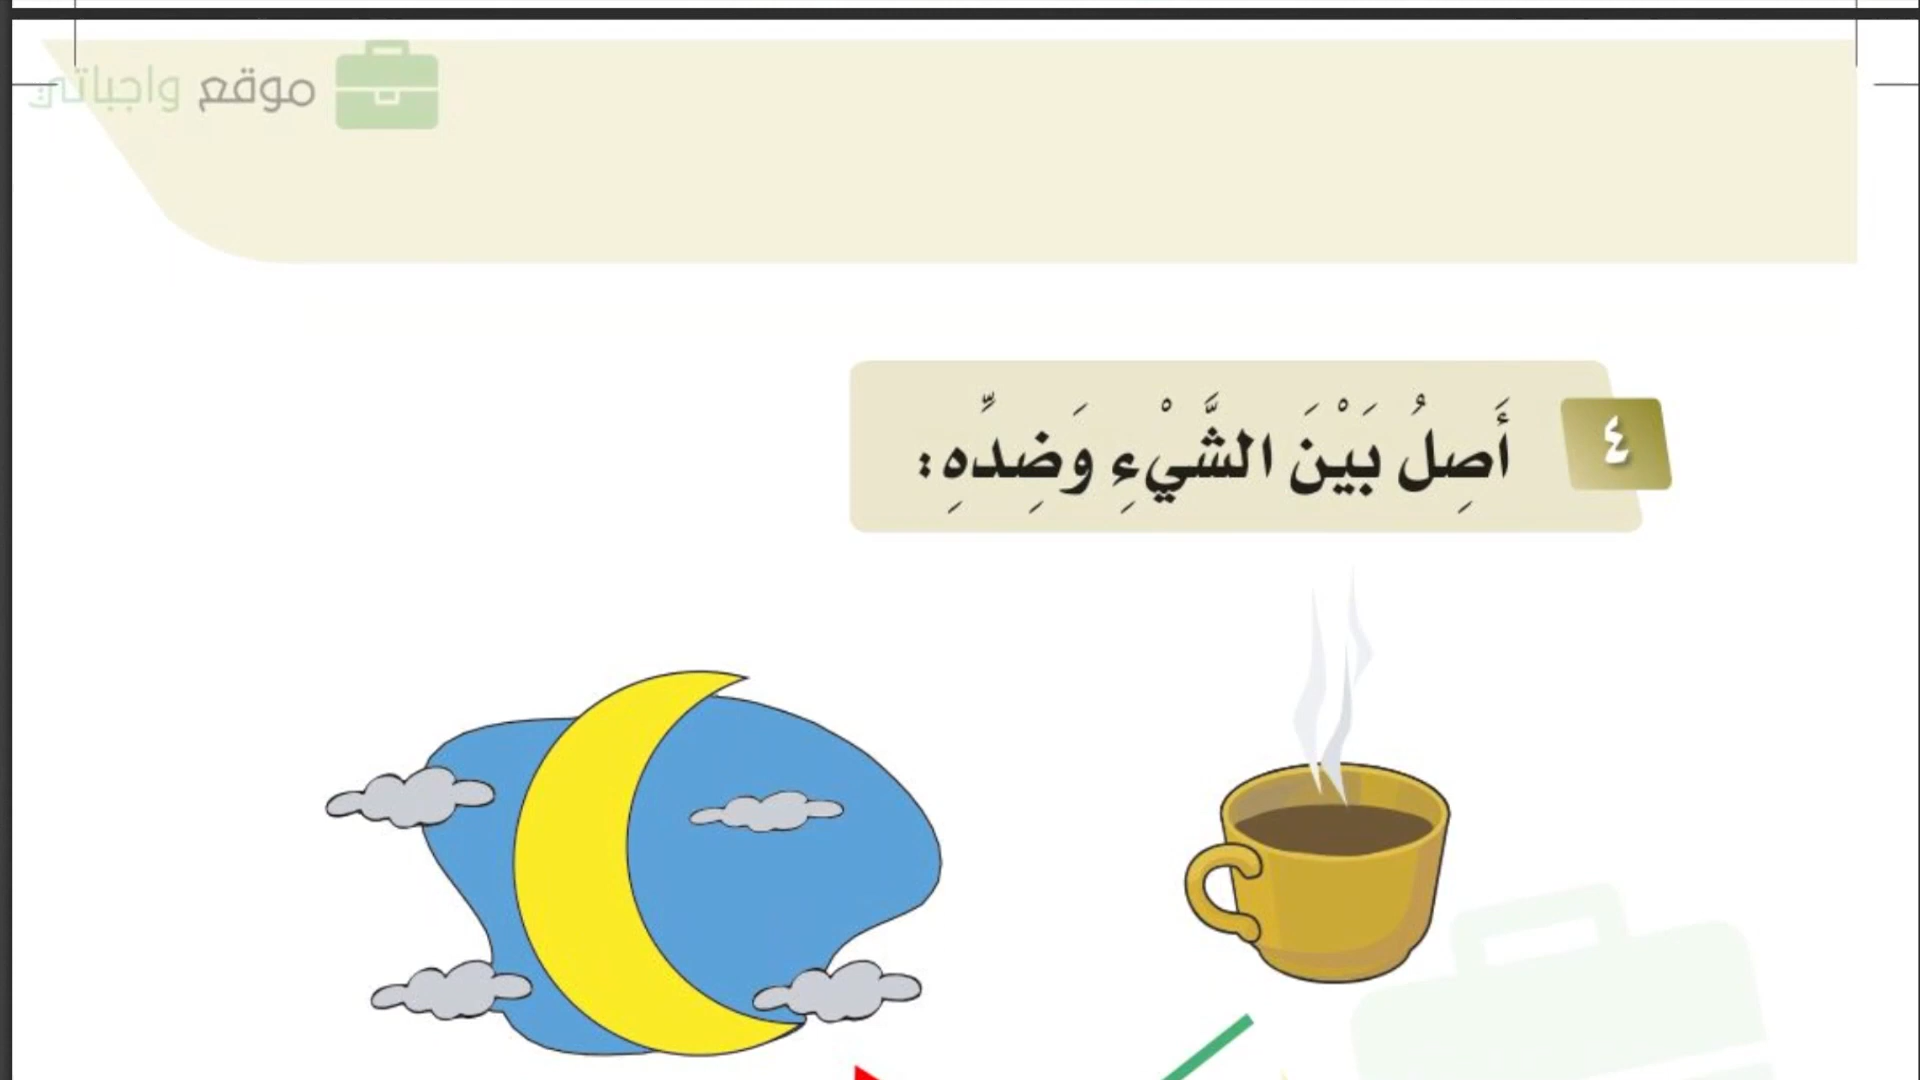 موقع واجباتي
٤
أَصِلُ بَيْنَ الشَّيْءِ وَضِدِّهِ: